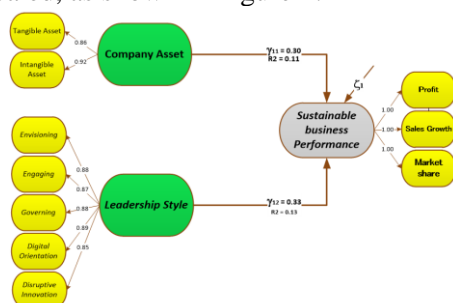 Tangible Asset
Intangible
Asset
0.86
0.92
Company Asset
γ11 = 0.30
R2 = 0.11
ζ1
Sustainable
business
Performance
1.00
1.00
1.00
Profit
Sales Growth
Market
share
Envisioning
Engaging
Governing
Digital
Orientation
Disruptive
Innovation
0.88
0.87
0.88
0.89
0.85
Leadership Style
γ12 = 0.33
R2 = 0.13